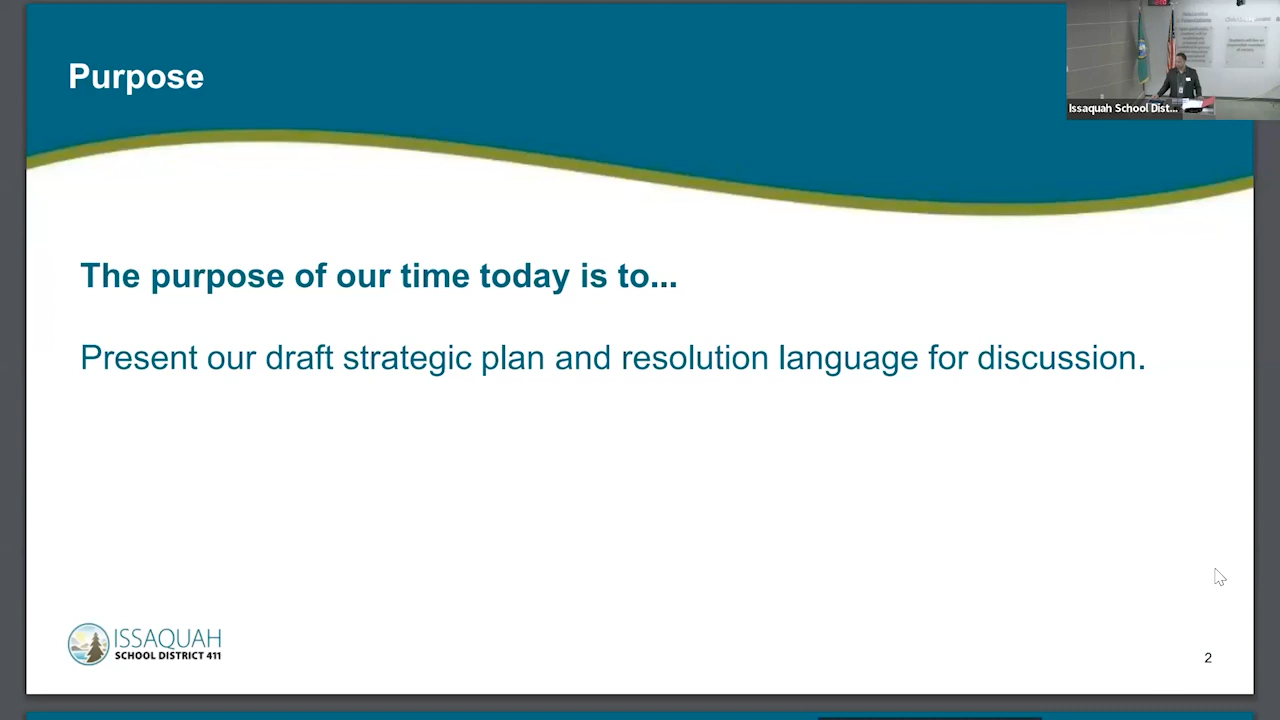 Purpose
Issaquah School Dist...
The purpose of our time today is to...
Present our draft strategic plan and resolution language for discussion.
ISSAQUAH
SCHOOL DISTRICT 411
2